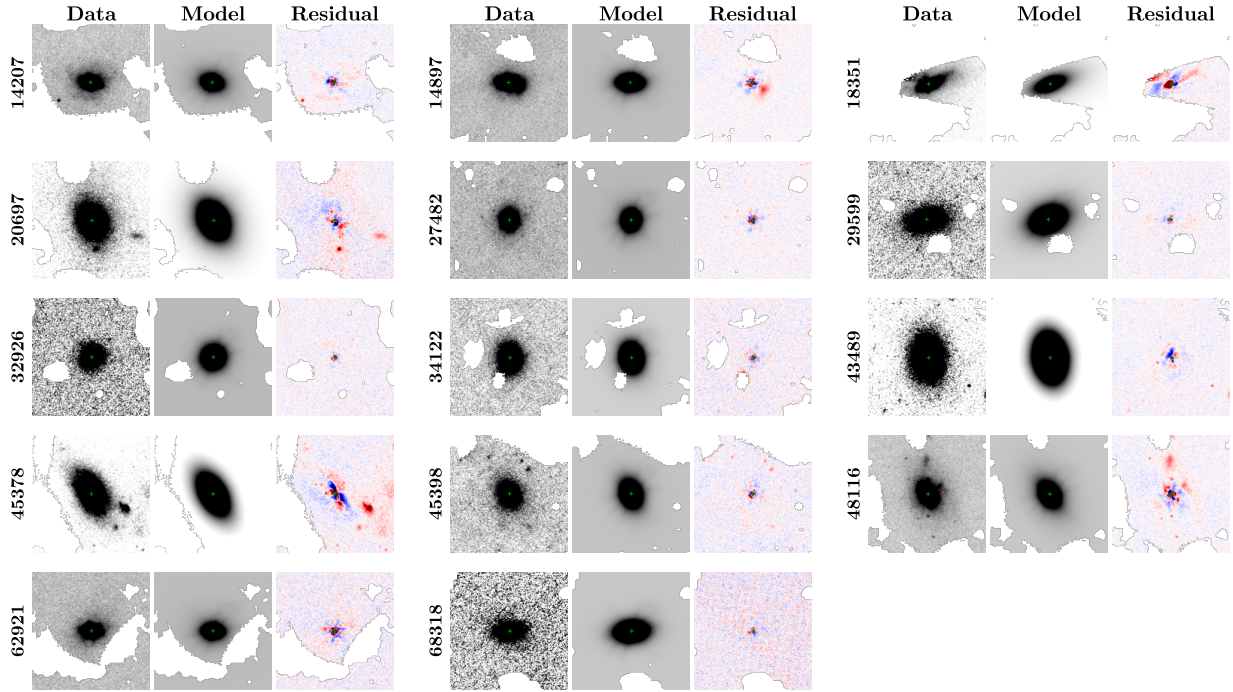 Data Model Residual Data Model Residual Data Model Residual
14207 14897 18351
20697 27482 29599
32926 34122 43489
45378 45398 48116
62921 68318